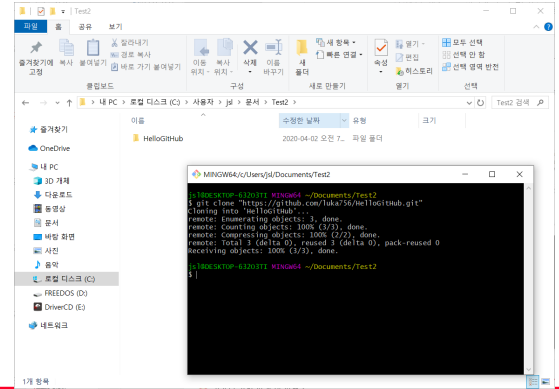 Test2
파일 홈 공유 보기
즐겨찾기에 고정
복사
붙여넣기
잘라내기
경로 복사
바로 가기 붙여넣기
클립보드
이동 위치
복사 위치
삭제
이름 바꾸기
구성
새 폴더
새 항목
빠른 연결
새로 만들기
속성
열기
편집
히스토리
열기
모두 선택
선택 안 함
선택 영역 반전
선택
내 PC > 로컬 디스크 (C:) > 사용자 > jsl > 문서 > Test2 >
Test2 검색
이름 수정한 날짜 유형 크기
HelloGitHub 2020-04-02 오전 7... 파일 폴더
즐겨찾기
OneDrive
내 PC
3D 개체
다운로드
동영상
문서
바탕 화면
사진
음악
로컬 디스크 (C:)
FREEDOS (D:)
DriverCD (E:)
네트워크
1개 항목
MINGW64:/c/Users/jsl/Documents/Test2
jsl@DESKTOP-632O3TI MINGW64 ~/Documents/Test2
$ git clone "https://github.com/luka756/HelloGitHub.git"
Cloning into 'HelloGitHub'...
remote: Enumerating objects: 3, done.
remote: Counting objects: 100% (3/3), done.
remote: Compressing objects: 100% (2/2), done.
remote: Total 3 (delta 0), reused 3 (delta 0), pack-reused 0
Receiving objects: 100% (3/3), done.
jsl@DESKTOP-632O3TI MINGW64 ~/Documents/Test2
$